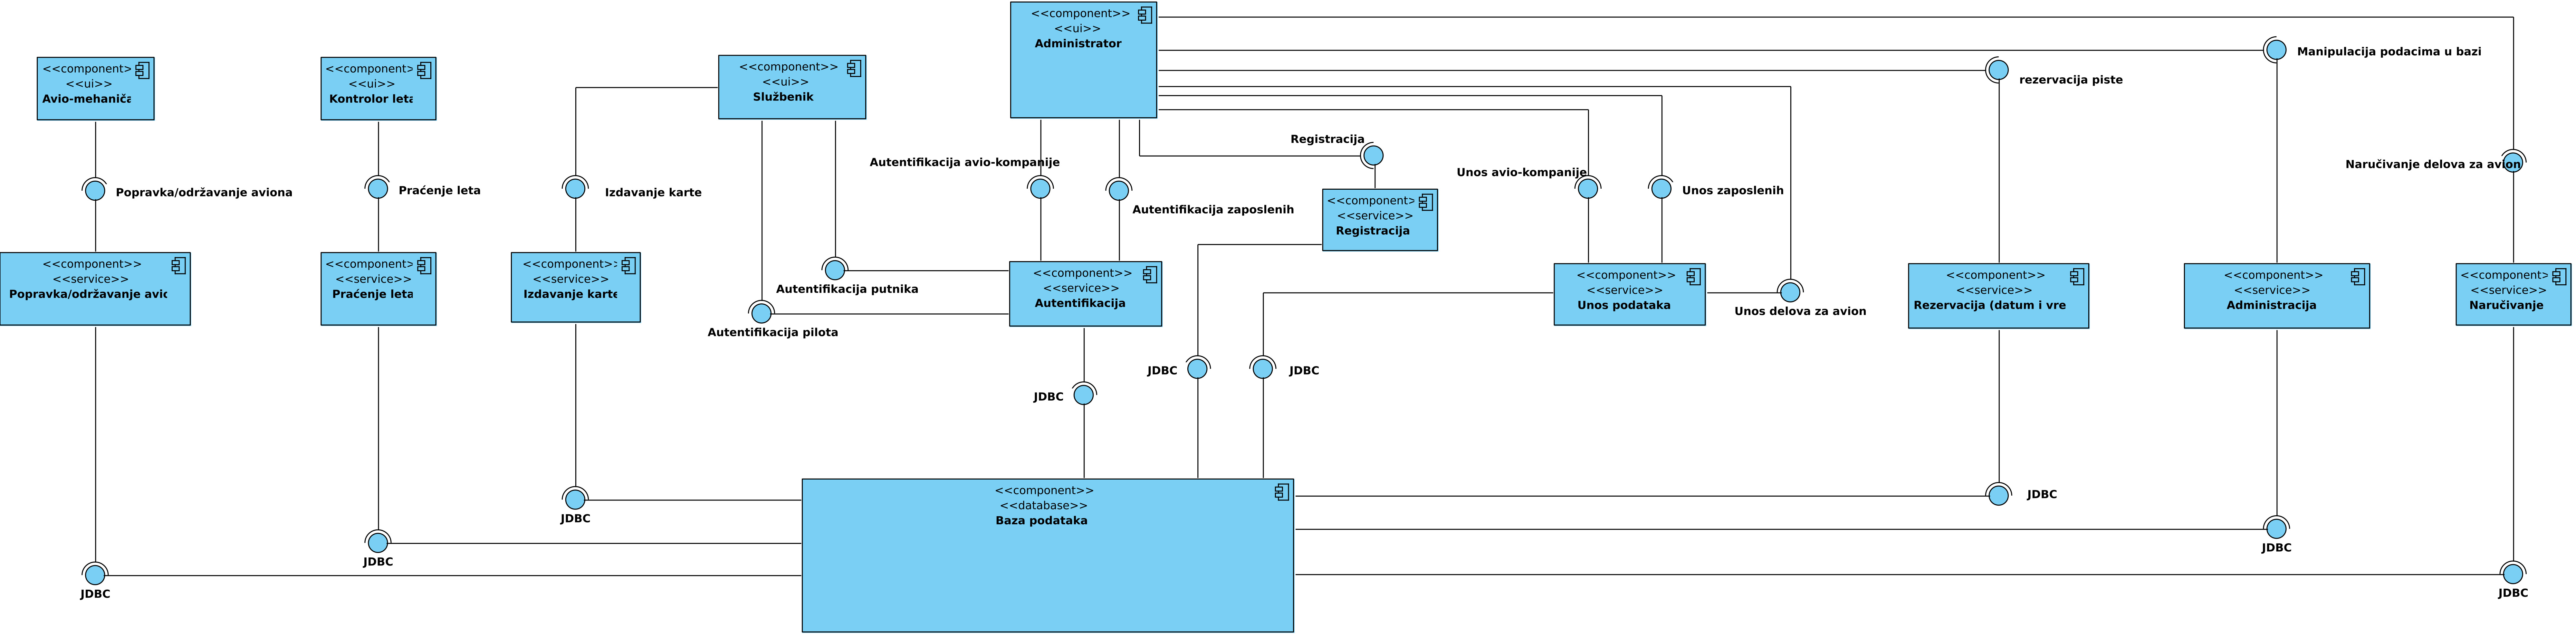 <<component>>
<<ui>>
Administrator
Manipulacija podacima u bazi
rezervacija piste
<<component>
<<ui>>
Avio-mehanič
<<component>
<<ui>>
Kontrolor leta
<<component>>
<<ui>>
Službenik
Registracija
Autentifikacija avio-kompanije
Unos avio-kompanije
Naručivanje delova za avion
Popravka/održavanje aviona
Praćenje leta
Izdavanje karte
Unos zaposlenih
Autentifikacija zaposlenih
<<component>
<<service>>
Registracija
<<component>>
<<service>>
Popravka/održavanje avio
<<component>
<<service>>
Praćenje leta
<<component>
<<service>>
Izdavanje karte
Autentifikacija putnika
Autentifikacija pilota
<<component>>
<<service>>
Autentifikacija
<<component>>
<<service>>
Unos podataka
Unos delova za avion
<<component>>
<<service>>
Rezervacija (datum i vre
<<component>>
<<service>>
Administracija
<<component>
<<service>>
Naručivanje
JDBC
JDBC
JDBC
<<component>>
<<database>>
Baza podataka
JDBC
JDBC
JDBC
JDBC
JDBC
JDBC